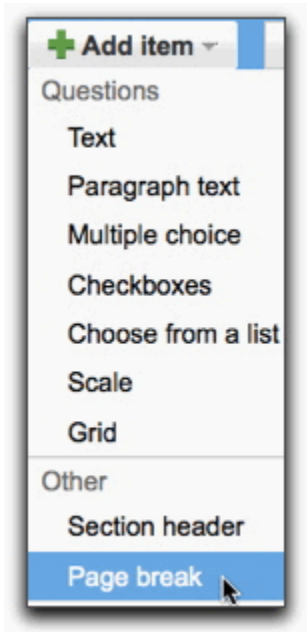 Add item
Questions
Text
Paragraph text
Multiple choice
Checkboxes
Choose from a list
Scale
Grid
Other
Section header
Page break